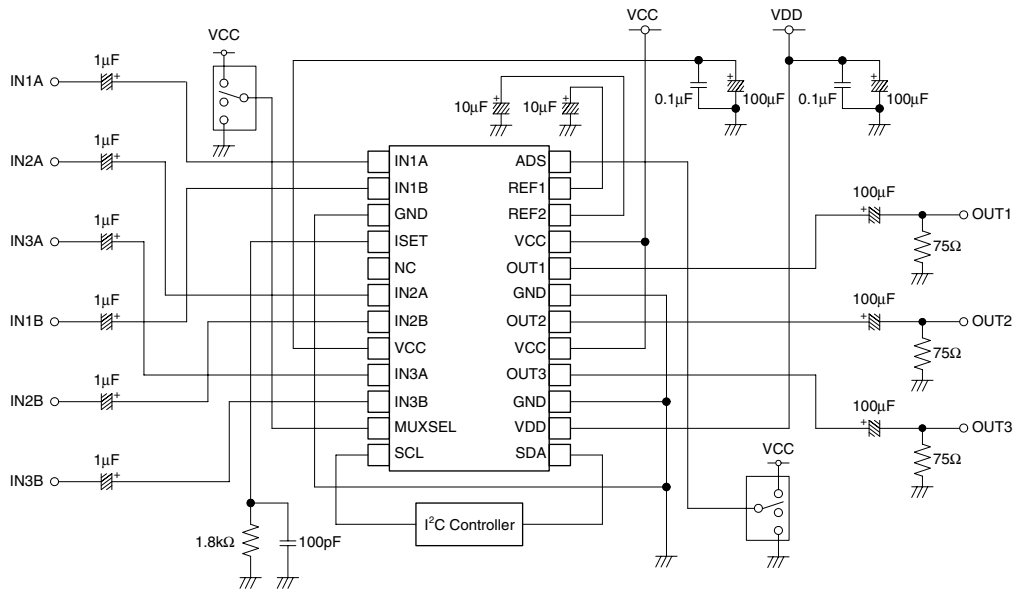 VCC
VDD
VCC
1μF
+
IN1A
+
10μF
+
10μF
0.1μF
+
100μF
0.1μF
+
100μF
1μF
+
IN2A
IN1A
ADS
IN1B
REF1
GND
REF2
100μF
+
OUT1
75Ω
1μF
+
IN3A
ISET
VCC
NC
OUT1
IN2A
GND
1μF
+
IN1B
IN2B
OUT2
100μF
+
OUT2
75Ω
VCC
VCC
IN3A
OUT3
1μF
+
IN2B
IN3B
GND
100μF
+
OUT3
75Ω
MUXSEL
VDD
SCL
SDA
1μF
+
IN3B
VCC
I²C Controller
1.8kΩ
100pF